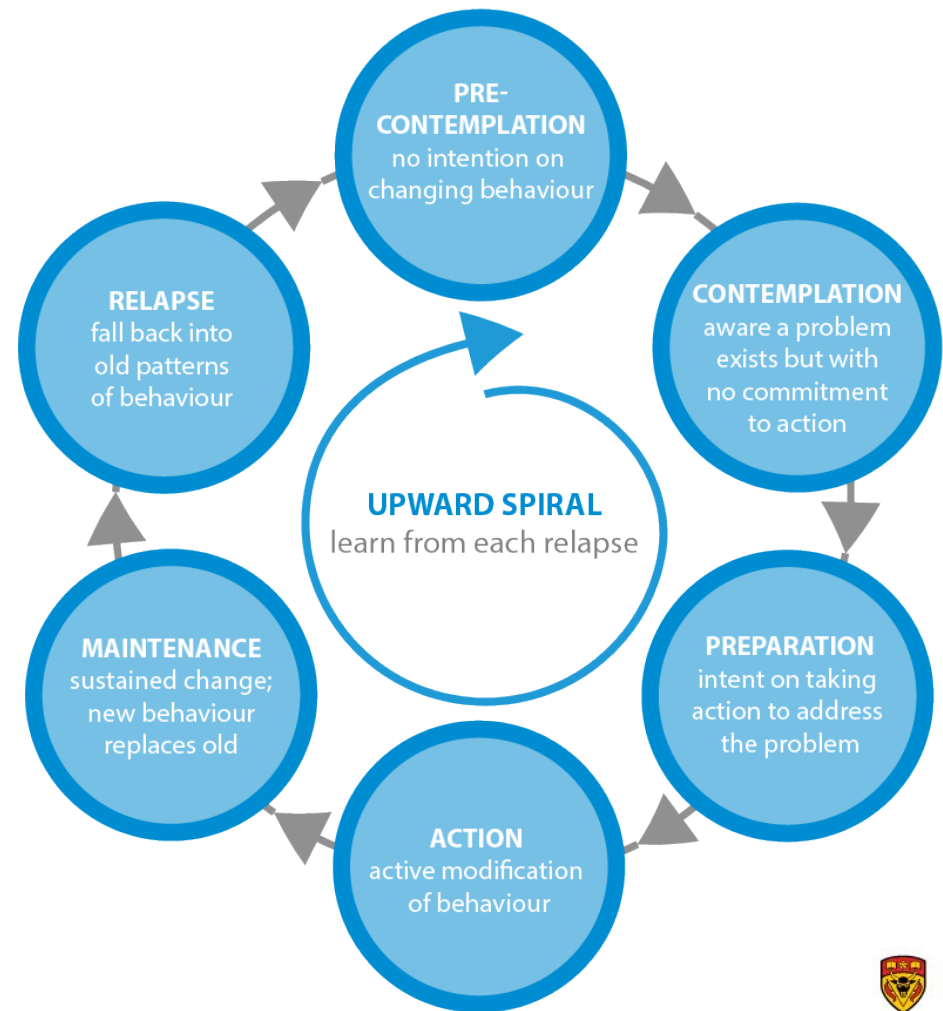 PRE-
CONTEMPLATION
no intention on
changing behaviour
CONTEMPLATION
aware a problem
exists but with
no commitment
to action
PREPARATION
intent on taking
action to address
the problem
ACTION
active modification
of behaviour
MAINTENANCE
sustained change;
new behaviour
replaces old
RELAPSE
fall back into
old patterns
of behaviour
UPWARD SPIRAL
learn from each relapse